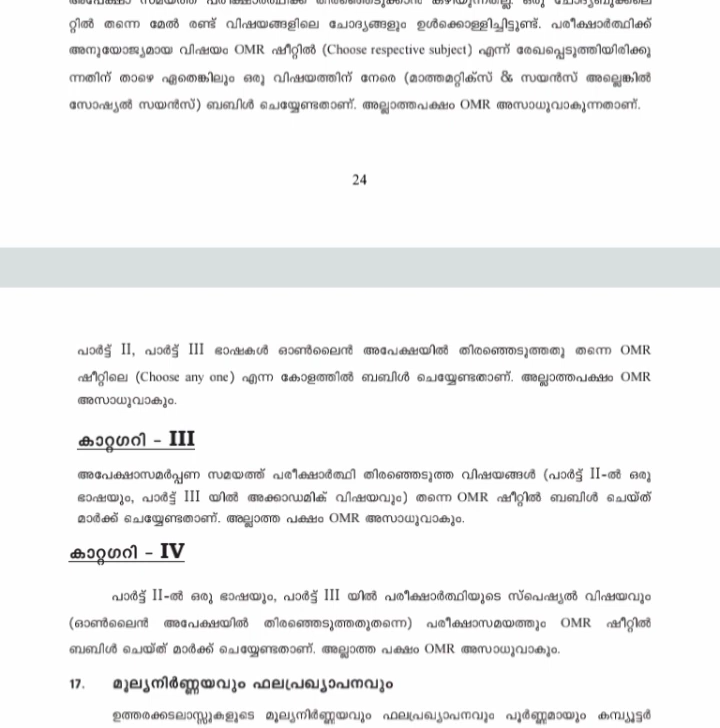 റ്റിൽ തന്നെ മേൽ രണ്ട് വിഷയങ്ങളിലെ ചോദ്യങ്ങളും ഉൾക്കൊള്ളിച്ചിട്ടുണ്ട്. പരീക്ഷാർത്ഥിക്ക്
അനുയോജ്യമായ വിഷയം OMR ഷീറ്റിൽ (Choose respective subject) എന്ന് രേഖപ്പെടുത്തിയിരിക്കു
ന്നതിന് താഴെ ഏതെങ്കിലും ഒരു വിഷയത്തിന് നേരെ (മാത്തമറ്റിക്സ് & സയൻസ് അല്ലെങ്കിൽ
സോഷ്യൽ സയൻസ്) ബബിൾ ചെയ്യേണ്ടതാണ്. അല്ലാത്തപക്ഷം OMR അസാധുവാകുന്നതാണ്.
24
പാർട്ട് II, പാർട്ട് III ഭാഷകൾ ഓൺലൈൻ അപേക്ഷയിൽ തിരഞ്ഞെടുത്തതു തന്നെ OMR
ഷീറ്റിലെ (Choose any one) എന്ന കോളത്തിൽ ബബിൾ ചെയ്യേണ്ടതാണ്. അല്ലാത്തപക്ഷം OMR
അസാധുവാകും.
കാറ്റഗറി - III
അപേക്ഷാസമർപ്പണ സമയത്ത് പരീക്ഷാർത്ഥി തിരഞ്ഞെടുത്ത വിഷയങ്ങൾ (പാർട്ട് II-ൽ ഒരു
ഭാഷയും, പാർട്ട് III യിൽ അക്കാഡമിക് വിഷയവും) തന്നെ OMR ഷീറ്റിൽ ബബിൾ ചെയ്ത്
മാർക്ക് ചെയ്യേണ്ടതാണ്. അല്ലാത്ത പക്ഷം OMR അസാധുവാകും.
കാറ്റഗറി - IV
പാർട്ട് II-ൽ ഒരു ഭാഷയും, പാർട്ട് III യിൽ പരീക്ഷാർത്ഥിയുടെ സ്പെഷ്യൽ വിഷയവും
(ഓൺലൈൻ അപേക്ഷയിൽ തിരഞ്ഞെടുത്തതുതന്നെ) പരീക്ഷാസമയത്തും OMR ഷീറ്റിൽ
ബബിൾ ചെയ്ത് മാർക്ക് ചെയ്യേണ്ടതാണ്. അല്ലാത്ത പക്ഷം OMR അസാധുവാകും.
17. മൂല്യനിർണ്ണയവും ഫലപ്രഖ്യാപനവും
ഉത്തരക്കടലാസ്സുകളുടെ മൂല്യനിർണ്ണയവും ഫലപ്രഖ്യാപനവും പൂർണ്ണമായും കമ്പ്യൂട്ടർ